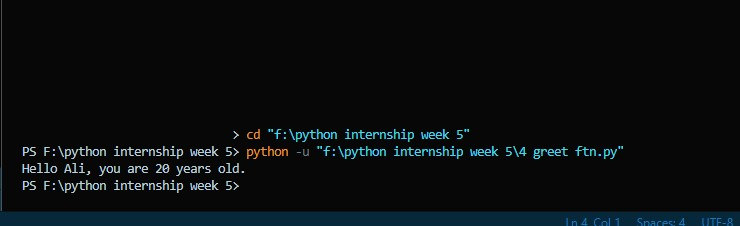 > cd "f:\python internship week 5"
PS F:\python internship week 5> python -u "f:\python internship week 5\4 greet ftn.py"
Hello Ali, you are 20 years old.
PS F:\python internship week 5>
Ln 4, Col 1 Spaces: 4 UTF-8